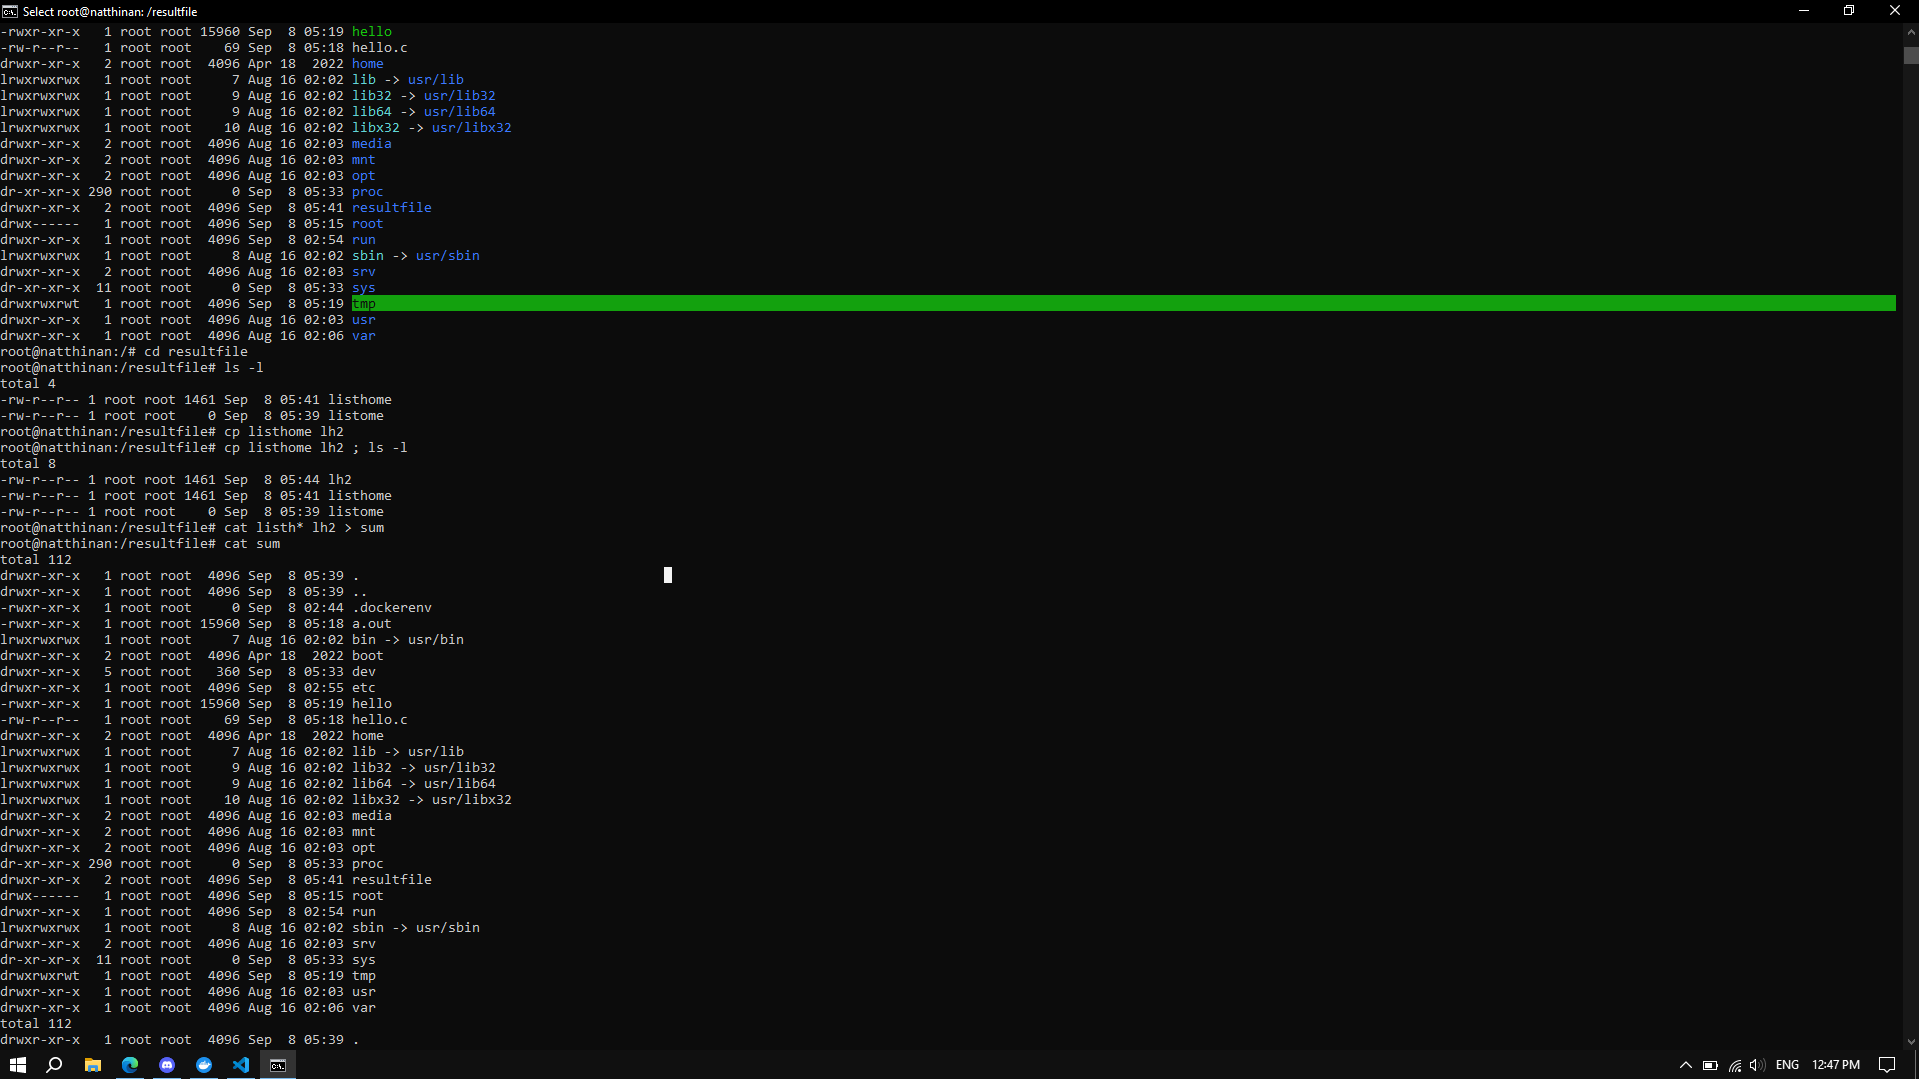 Select root@natthinan: /resultfile
-rwxr-xr-x   1 root root 15960 Sep  8 05:19 hello
-rw-r--r--   1 root root    69 Sep  8 05:18 hello.c
drwxr-xr-x   2 root root  4096 Apr 18  2022 home
lrwxrwxrwx   1 root root     7 Aug 16 02:02 lib -> usr/lib
lrwxrwxrwx   1 root root     9 Aug 16 02:02 lib32 -> usr/lib32
lrwxrwxrwx   1 root root     9 Aug 16 02:02 lib64 -> usr/lib64
lrwxrwxrwx   1 root root    10 Aug 16 02:02 libx32 -> usr/libx32
drwxr-xr-x   2 root root  4096 Aug 16 02:03 media
drwxr-xr-x   2 root root  4096 Aug 16 02:03 mnt
drwxr-xr-x   2 root root  4096 Aug 16 02:03 opt
dr-xr-xr-x 290 root root     0 Sep  8 05:33 proc
drwxr-xr-x   2 root root  4096 Sep  8 05:41 resultfile
drwx------   1 root root  4096 Sep  8 05:15 root
drwxr-xr-x   1 root root  4096 Sep  8 02:54 run
lrwxrwxrwx   1 root root     8 Aug 16 02:02 sbin -> usr/sbin
drwxr-xr-x   2 root root  4096 Aug 16 02:03 srv
dr-xr-xr-x  11 root root     0 Sep  8 05:33 sys
drwxrwxrwt   1 root root  4096 Sep  8 05:19 tmp
drwxr-xr-x   1 root root  4096 Aug 16 02:03 usr
drwxr-xr-x   1 root root  4096 Aug 16 02:06 var
root@natthinan:/# cd resultfile
root@natthinan:/resultfile# ls -l
total 4
-rw-r--r-- 1 root root 1461 Sep  8 05:41 listhome
-rw-r--r-- 1 root root    0 Sep  8 05:39 listome
root@natthinan:/resultfile# cp listhome lh2
root@natthinan:/resultfile# cp listhome lh2 ; ls -l
total 8
-rw-r--r-- 1 root root 1461 Sep  8 05:44 lh2
-rw-r--r-- 1 root root 1461 Sep  8 05:41 listhome
-rw-r--r-- 1 root root    0 Sep  8 05:39 listome
root@natthinan:/resultfile# cat listh* lh2 > sum
root@natthinan:/resultfile# cat sum
total 112
drwxr-xr-x   1 root root  4096 Sep  8 05:39 .
drwxr-xr-x   1 root root  4096 Sep  8 05:39 ..
-rwxr-xr-x   1 root root     0 Sep  8 02:44 .dockerenv
-rwxr-xr-x   1 root root 15960 Sep  8 05:18 a.out
lrwxrwxrwx   1 root root     7 Aug 16 02:02 bin -> usr/bin
drwxr-xr-x   2 root root  4096 Apr 18  2022 boot
drwxr-xr-x   5 root root   360 Sep  8 05:33 dev
drwxr-xr-x   1 root root  4096 Sep  8 02:55 etc
-rwxr-xr-x   1 root root 15960 Sep  8 05:19 hello
-rw-r--r--   1 root root    69 Sep  8 05:18 hello.c
drwxr-xr-x   2 root root  4096 Apr 18  2022 home
lrwxrwxrwx   1 root root     7 Aug 16 02:02 lib -> usr/lib
lrwxrwxrwx   1 root root     9 Aug 16 02:02 lib32 -> usr/lib32
lrwxrwxrwx   1 root root     9 Aug 16 02:02 lib64 -> usr/lib64
lrwxrwxrwx   1 root root    10 Aug 16 02:02 libx32 -> usr/libx32
drwxr-xr-x   2 root root  4096 Aug 16 02:03 media
drwxr-xr-x   2 root root  4096 Aug 16 02:03 mnt
drwxr-xr-x   2 root root  4096 Aug 16 02:03 opt
dr-xr-xr-x 290 root root     0 Sep  8 05:33 proc
drwxr-xr-x   2 root root  4096 Sep  8 05:41 resultfile
drwx------   1 root root  4096 Sep  8 05:15 root
drwxr-xr-x   1 root root  4096 Sep  8 02:54 run
lrwxrwxrwx   1 root root     8 Aug 16 02:02 sbin -> usr/sbin
drwxr-xr-x   2 root root  4096 Aug 16 02:03 srv
dr-xr-xr-x  11 root root     0 Sep  8 05:33 sys
drwxrwxrwt   1 root root  4096 Sep  8 05:19 tmp
drwxr-xr-x   1 root root  4096 Aug 16 02:03 usr
drwxr-xr-x   1 root root  4096 Aug 16 02:06 var
total 112
drwxr-xr-x   1 root root  4096 Sep  8 05:39 .
ENG 12:47 PM